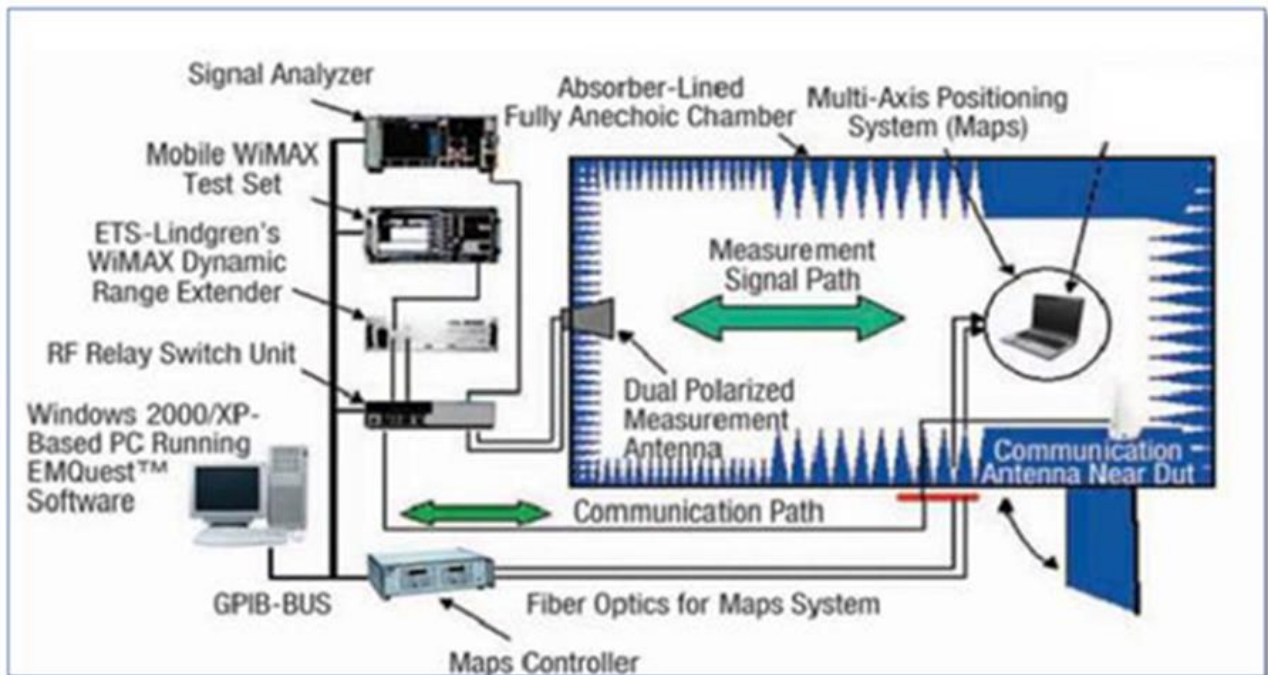 Signal Analyzer
Mobile WiMAX
Test Set
ETS-Lindgren's
WiMAX Dynamic
Range Extender
RF Relay Switch Unit
Windows 2000/XP-
Based PC Running
EMQuest™
Software
GPIB-BUS
Maps Controller
Fiber Optics for Maps System
Communication Path
Absorber-Lined
Fully Anechoic Chamber
Multi-Axis Positioning
System (Maps)
Measurement
Signal Path
Dual Polarized
Measurement
Antenna
Communication
Antenna Near Dut